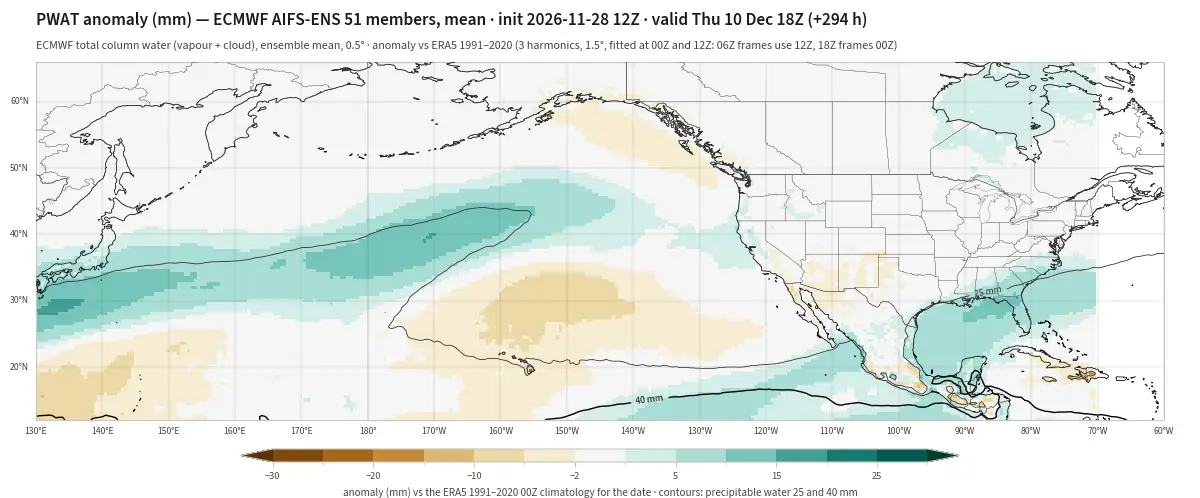 PWAT anomaly (mm) — ECMWF AIFS-ENS 51 members, mean · init 2026-11-28 12Z · valid Thu 10 Dec 18Z (+294 h)
ECMWF total column water (vapour + cloud), ensemble mean, 0.5° · anomaly vs ERA5 1991–2020 (3 harmonics, 1.5°, fitted at 00Z and 12Z: 06Z frames use 12Z, 18Z frames 00Z)
60°N
50°N
40°N
30°N
20°N
25 mm
40 mm
130°E 140°E 150°E 160°E 170°E 180° 170°W 160°W 150°W 140°W 130°W 120°W 110°W 100°W 90°W 80°W 70°W 60°W
−30 −20 −10 −2 5 15 25
anomaly (mm) vs the ERA5 1991–2020 00Z climatology for the date · contours: precipitable water 25 and 40 mm